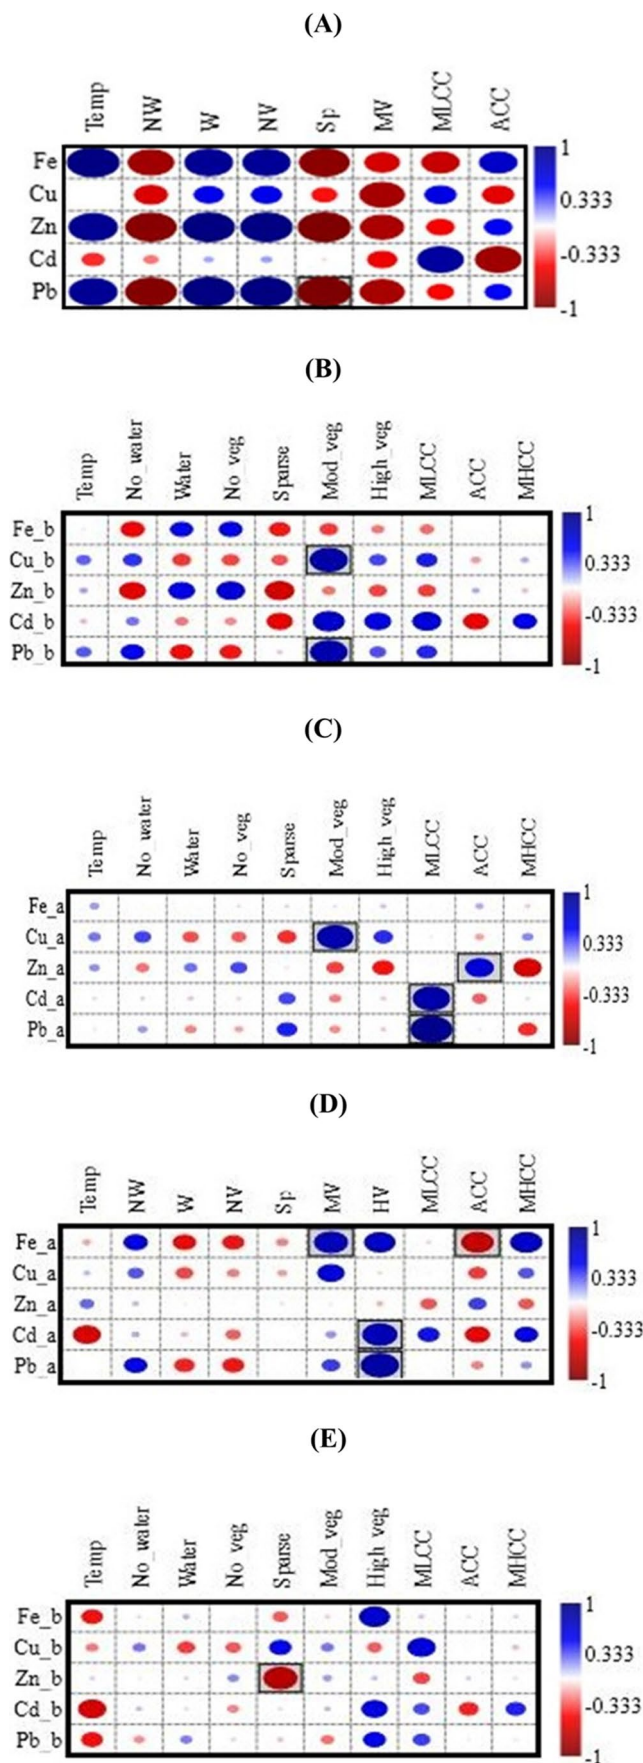 (A)
Temp NW W NV Sp MV MLCC ACC
Fe
Cu
Zn
Cd
Pb
1
0.333
-0.333
-1
(B)
Temp No_water Water No_veg Sparse Mod_veg High_veg MLCC ACC MHCC
Fe_b
Cu_b
Zn_b
Cd_b
Pb_b
1
0.333
-0.333
-1
(C)
Temp No_water Water No_veg Sparse Mod_veg High_veg MLCC ACC MHCC
Fe_a
Cu_a
Zn_a
Cd_a
Pb_a
1
0.333
-0.333
-1
(D)
Temp NW W NV Sp MV HV MLCC ACC MHCC
Fe_a
Cu_a
Zn_a
Cd_a
Pb_a
1
0.333
-0.333
-1
(E)
Temp No_water Water No_veg Sparse Mod_veg High_veg MLCC ACC MHCC
Fe_b
Cu_b
Zn_b
Cd_b
Pb_b
1
0.333
-0.333
-1